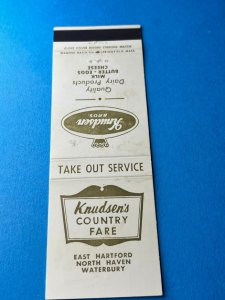 Quality
Dairy Products
MILK
BUTTER - EGGS
CHEESE
Knudsen
BROS
TAKE OUT SERVICE
Knudsen's
COUNTRY
FARE
EAST HARTFORD
NORTH HAVEN
WATERBURY